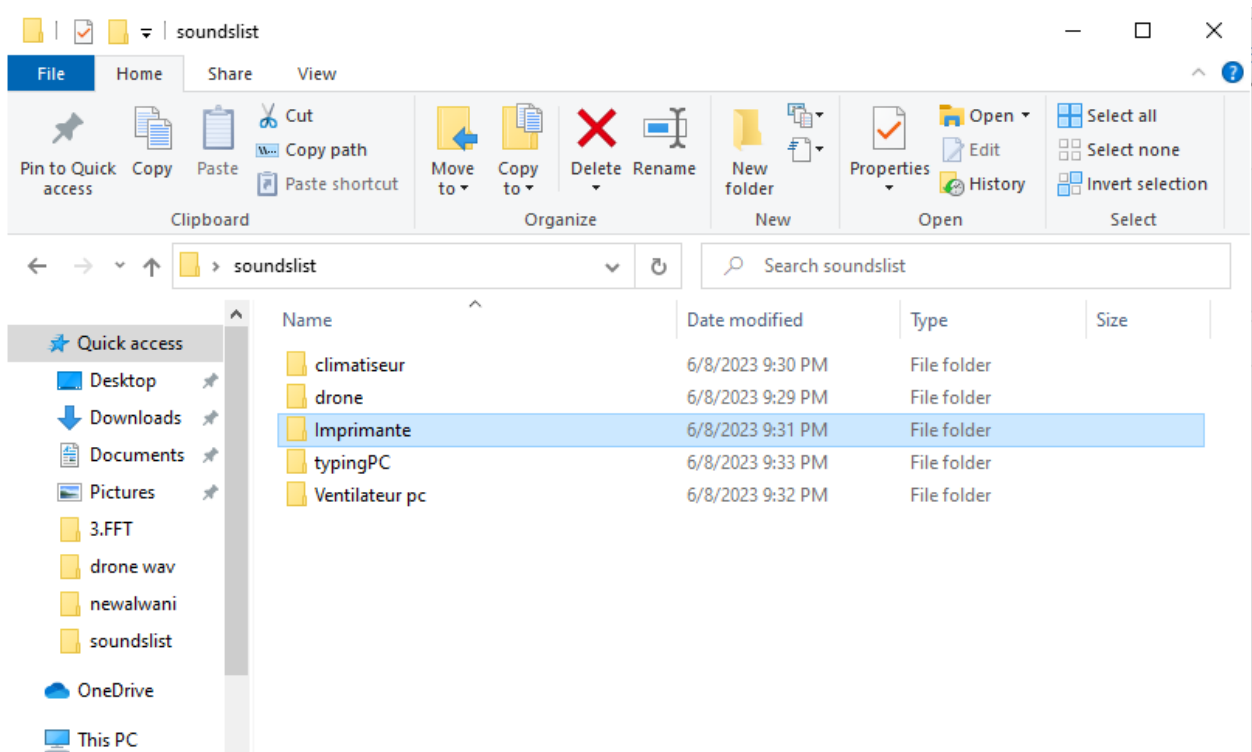 soundslist
File Home Share View
Pin to Quick access
Copy
Paste
Cut
Copy path
Paste shortcut
Move to
Copy to
Delete
Rename
New folder
Properties
Open
Edit
History
Select all
Select none
Invert selection
Clipboard Organize New Open Select
soundslist
Search soundslist
Name Date modified Type Size
climatiseur 6/8/2023 9:30 PM File folder
drone 6/8/2023 9:29 PM File folder
Imprimante 6/8/2023 9:31 PM File folder
typingPC 6/8/2023 9:33 PM File folder
Ventilateur pc 6/8/2023 9:32 PM File folder
Quick access
Desktop
Downloads
Documents
Pictures
3.FFT
drone wav
newalwani
soundslist
OneDrive
This PC